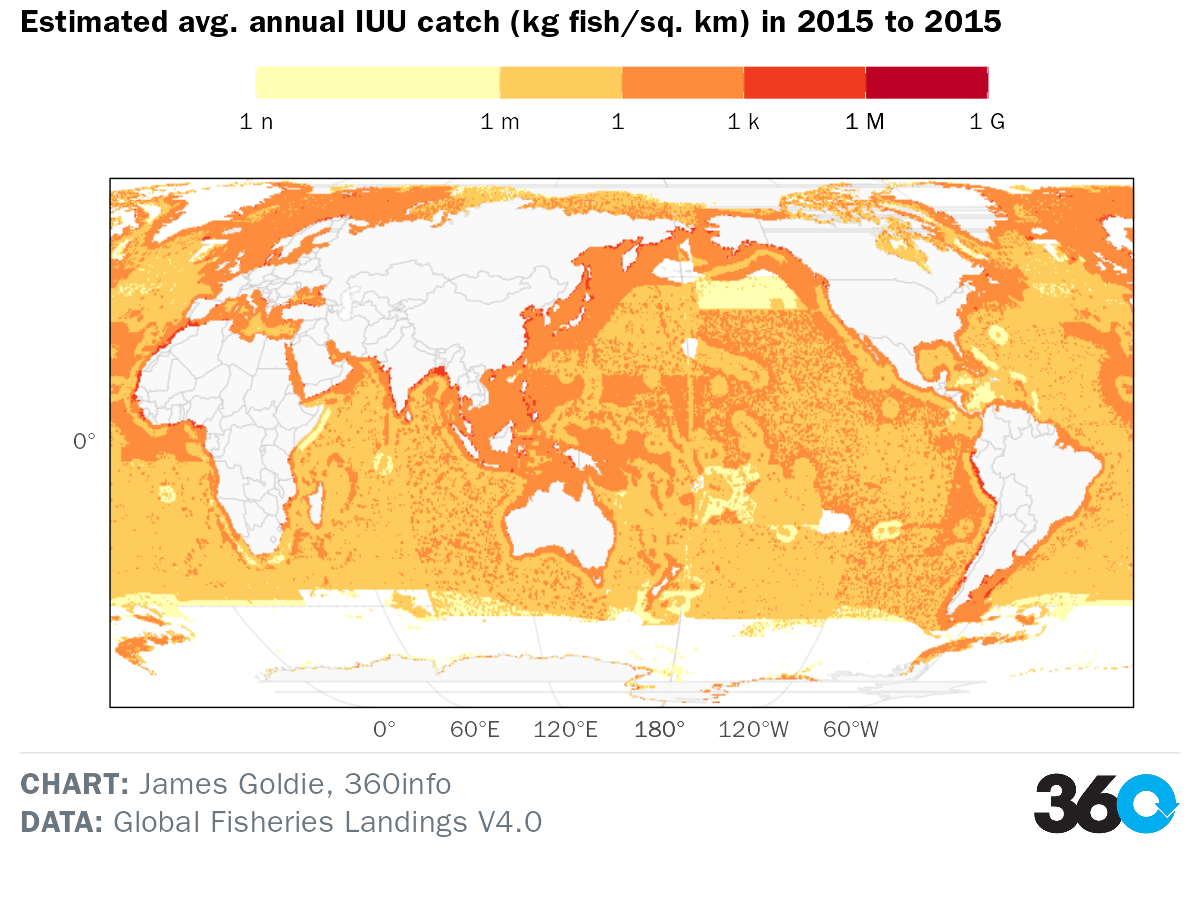 Estimated avg. annual IUU catch (kg fish/sq. km) in 2015 to 2015
1 n 1 m 1 1 k 1 M 1 G
0°
0° 60°E 120°E 180° 120°W 60°W
CHART: James Goldie, 360info
DATA: Global Fisheries Landings V4.0
360